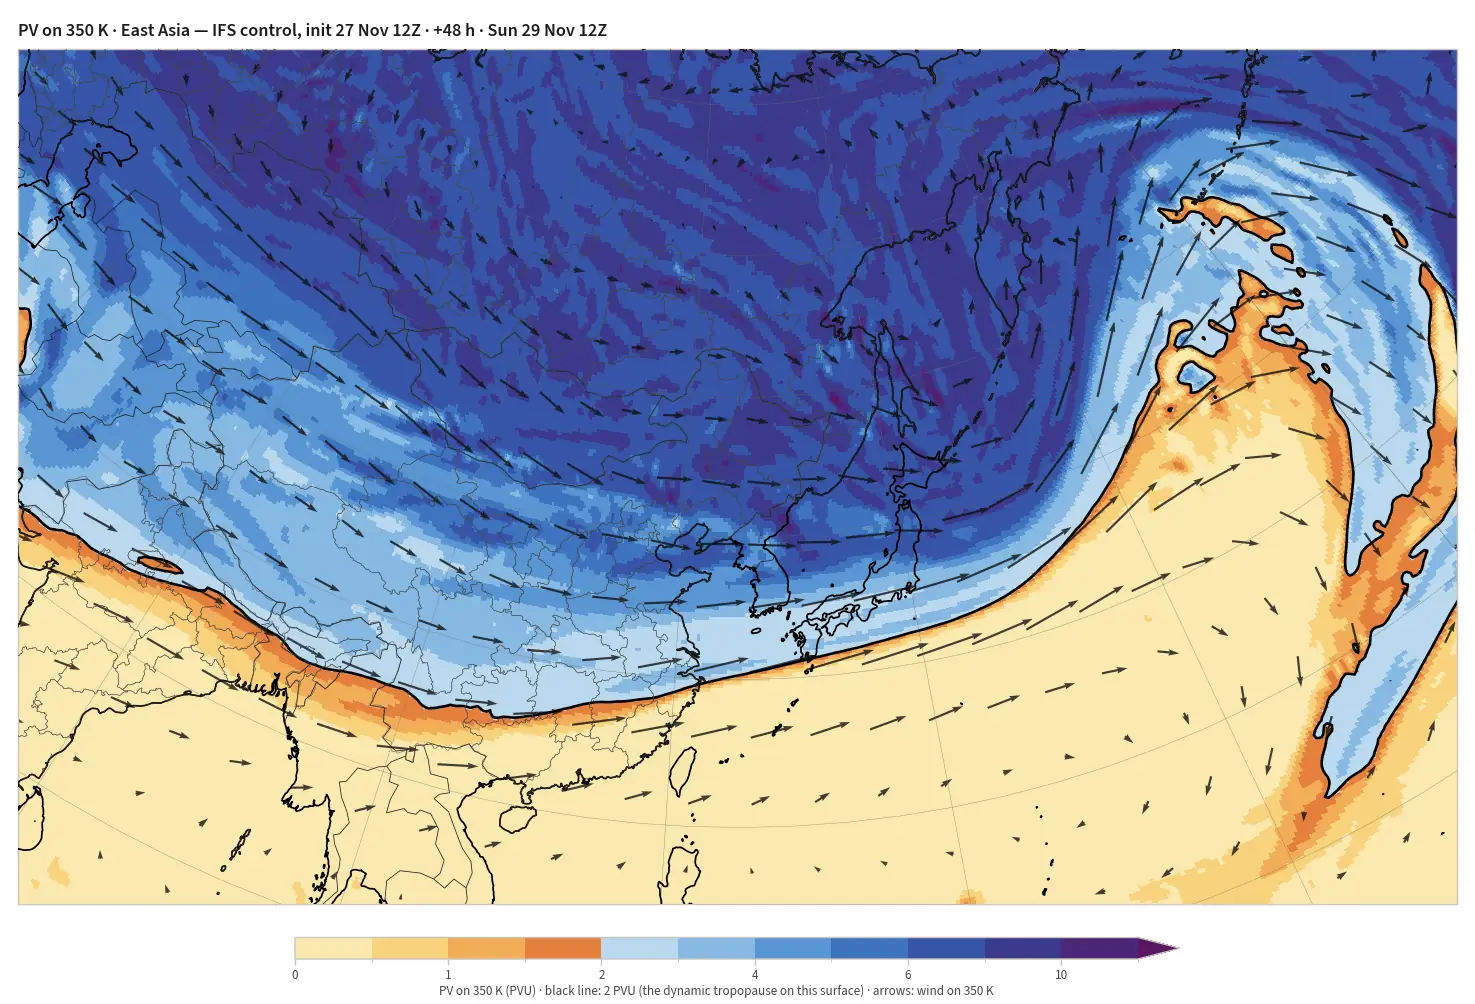 PV on 350 K · East Asia — IFS control, init 27 Nov 12Z · +48 h · Sun 29 Nov 12Z
0 1 2 4 6 10
PV on 350 K (PVU) · black line: 2 PVU (the dynamic tropopause on this surface) · arrows: wind on 350 K